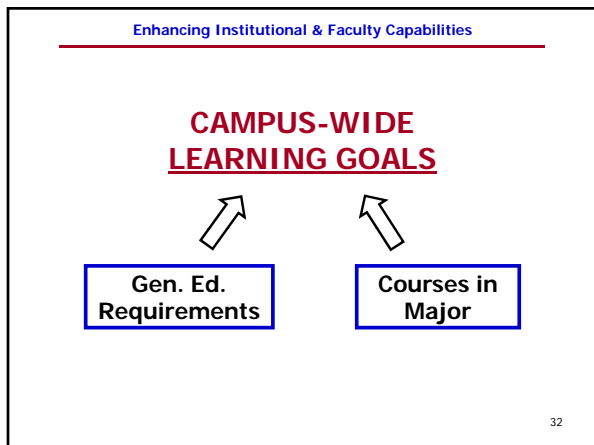 Enhancing Institutional & Faculty Capabilities
CAMPUS-WIDE
LEARNING GOALS
Gen. Ed.
Requirements
Courses in
Major
32